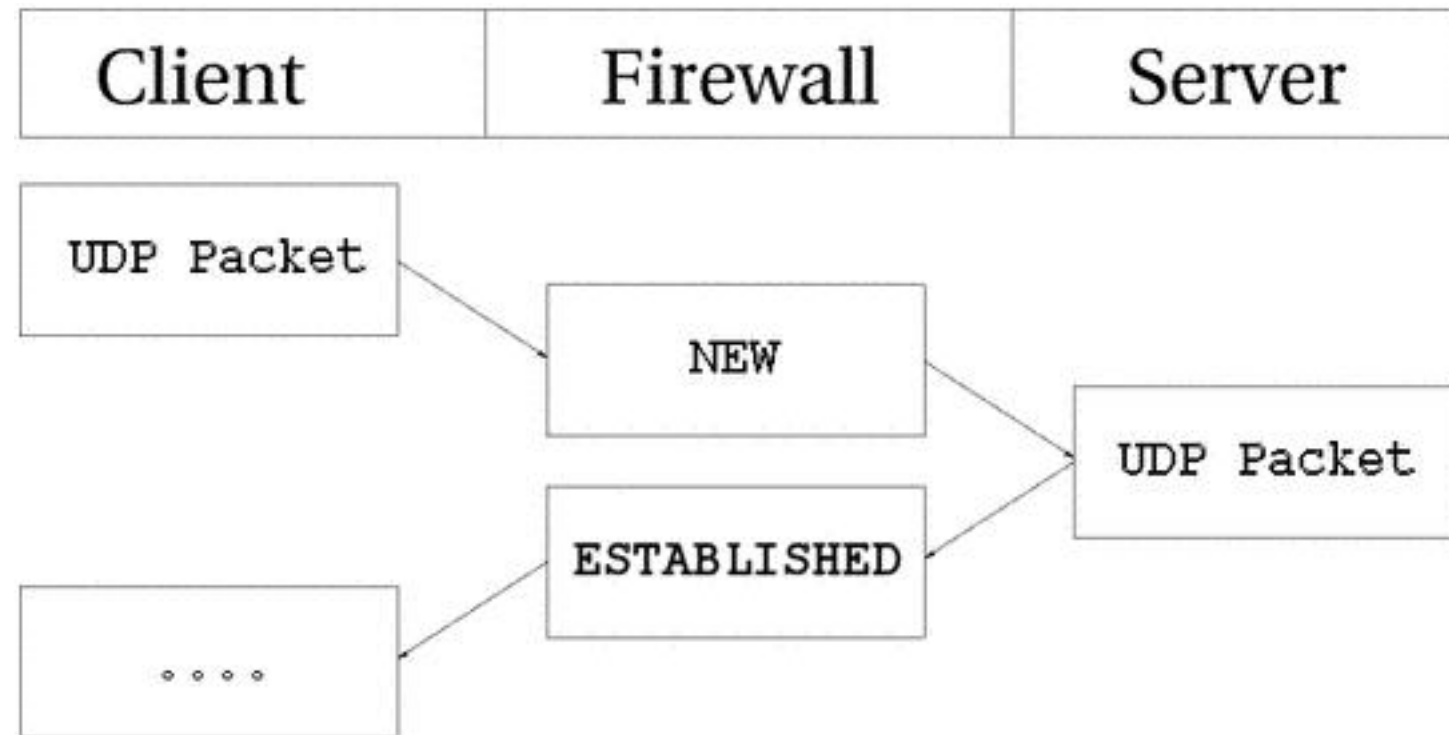 Client Firewall Server
UDP Packet
NEW
UDP Packet
ESTABLISHED
....